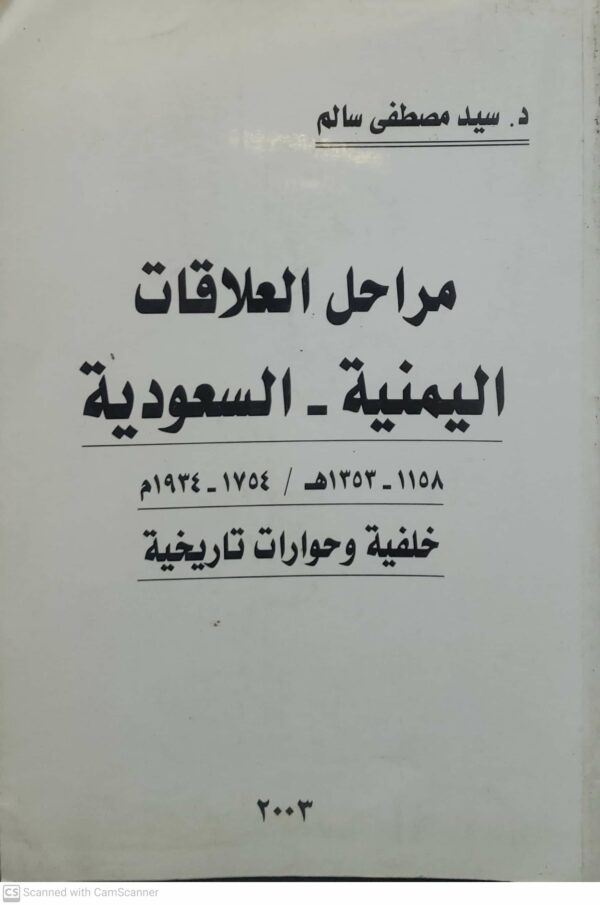 د. سيد مصطفى سالم
مراحل العلاقات
اليمنية - السعودية
١١٥٨ - ١٣٥٣هـ / ١٧٥٤ - ١٩٣٤م
خلفية وحوارات تاريخية
٢٠٠٣
CS Scanned with CamScanner